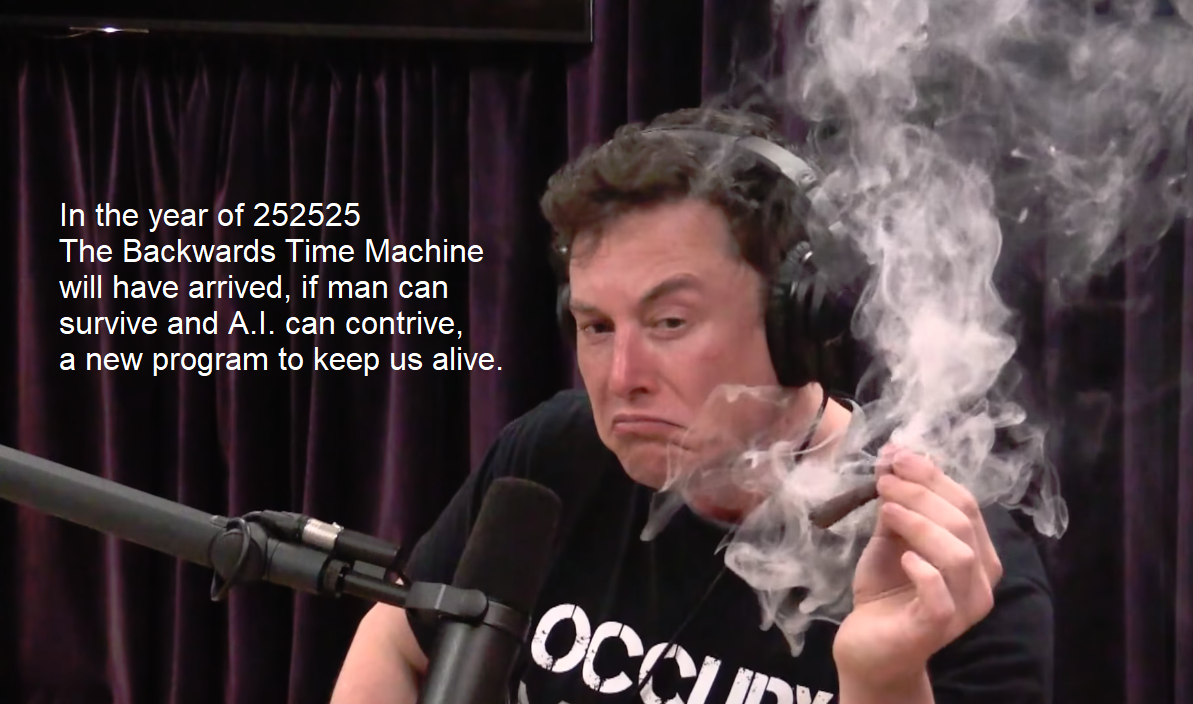 In the year of 252525
The Backwards Time Machine
will have arrived, if man can
survive and A.I. can contrive,
a new program to keep us alive.
OCCUPY